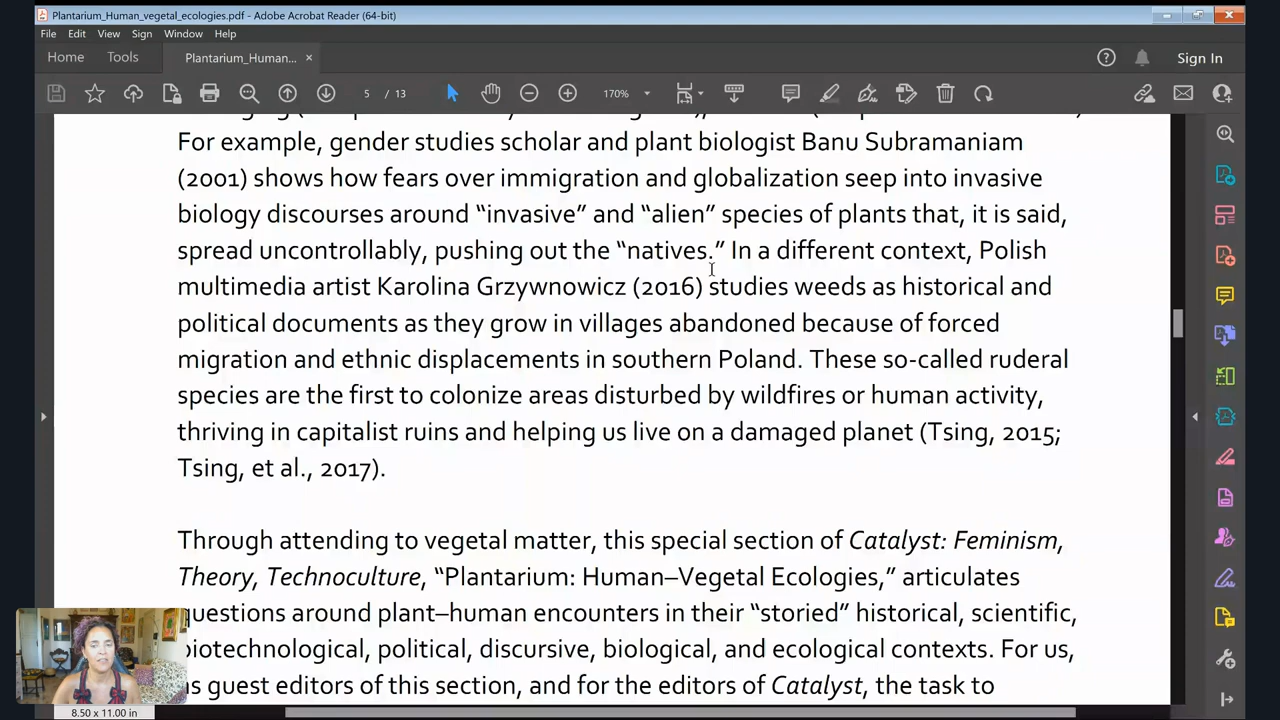 Plantarium_Human_vegetal_ecologies.pdf - Adobe Acrobat Reader (64-bit)
File Edit View Sign Window Help
Home Tools Plantarium_Human... × Sign In
5 / 13 170%
For example, gender studies scholar and plant biologist Banu Subramaniam
(2001) shows how fears over immigration and globalization seep into invasive
biology discourses around “invasive” and “alien” species of plants that, it is said,
spread uncontrollably, pushing out the “natives.” In a different context, Polish
multimedia artist Karolina Grzywnowicz (2016) studies weeds as historical and
political documents as they grow in villages abandoned because of forced
migration and ethnic displacements in southern Poland. These so-called ruderal
species are the first to colonize areas disturbed by wildfires or human activity,
thriving in capitalist ruins and helping us live on a damaged planet (Tsing, 2015;
Tsing, et al., 2017).
Through attending to vegetal matter, this special section of Catalyst: Feminism,
Theory, Technoculture, “Plantarium: Human–Vegetal Ecologies,” articulates
questions around plant–human encounters in their “storied” historical, scientific,
biotechnological, political, discursive, biological, and ecological contexts. For us,
as guest editors of this section, and for the editors of Catalyst, the task to
8.50 x 11.00 in